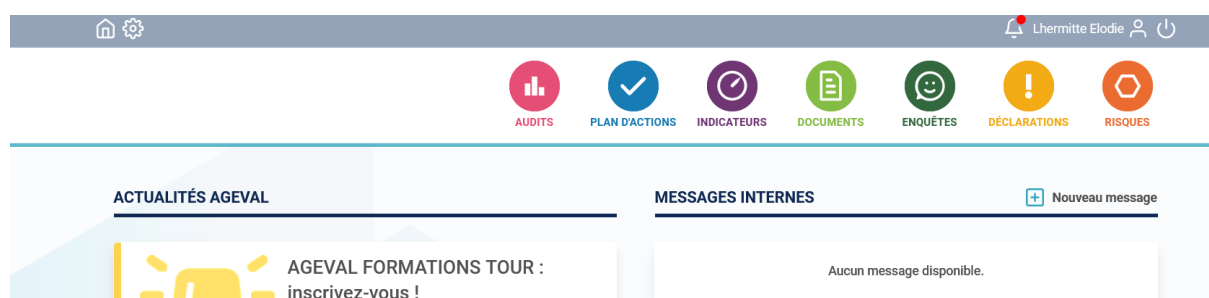 Lhermitte Elodie
AUDITS
PLAN D'ACTIONS
INDICATEURS
DOCUMENTS
ENQUÊTES
DÉCLARATIONS
RISQUES
ACTUALITÉS AGEVAL
AGEVAL FORMATIONS TOUR :
inscrivez-vous !
MESSAGES INTERNES
Nouveau message
Aucun message disponible.